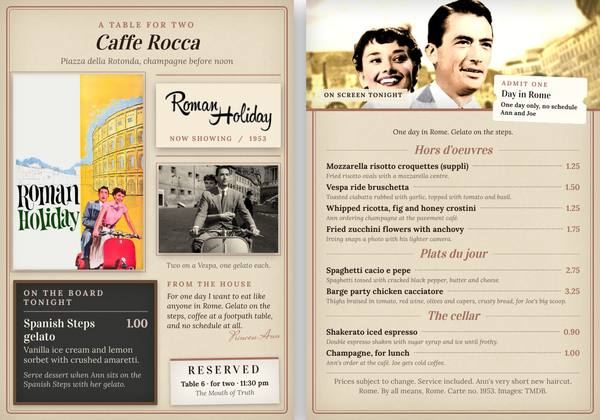 A TABLE FOR TWO
Caffe Rocca
Piazza della Rotonda, champagne before noon
Roman
Holiday
Roman Holiday
NOW SHOWING / 1953
Two on a Vespa, one gelato each.
ON THE BOARD
TONIGHT
Spanish Steps 1.00
gelato
Vanilla ice cream and lemon
sorbet with crushed amaretti.
Serve dessert when Ann sits on the
Spanish Steps with her gelato.
FROM THE HOUSE
For one day I want to eat like
anyone in Rome. Gelato on the
steps, coffee at a footpath table,
and no schedule at all.
Princess Ann
RESERVED
Table 6 · for two · 11:30 pm
The Mouth of Truth
ON SCREEN TONIGHT
ADMIT ONE
Day in Rome
One day only, no schedule
Ann and Joe
One day in Rome. Gelato on the steps.
Hors d'oeuvres
Mozzarella risotto croquettes (suppli) 1.25
Fried risotto ovals with a mozzarella centre.
Vespa ride bruschetta 1.50
Toasted ciabatta rubbed with garlic, topped with tomato and basil.
Whipped ricotta, fig and honey crostini 1.25
Ann ordering champagne at the pavement café.
Fried zucchini flowers with anchovy 1.75
Irving snaps a photo with his lighter camera.
Plats du jour
Spaghetti cacio e pepe 2.75
Spaghetti tossed with cracked black pepper, butter and cheese.
Barge party chicken cacciatore 3.25
Thighs braised in tomato, red wine, olives and capers, crusty bread, for Joe's big scoop.
The cellar
Shakerato iced espresso 0.90
Double espresso shaken with sugar syrup and ice until frothy.
Champagne, for lunch 1.00
Ann's order at the café. Joe gets cold coffee.
Prices subject to change. Service included. Ann's very short new haircut.
Rome. By all means, Rome. Carte no. 1953. Images: TMDB.